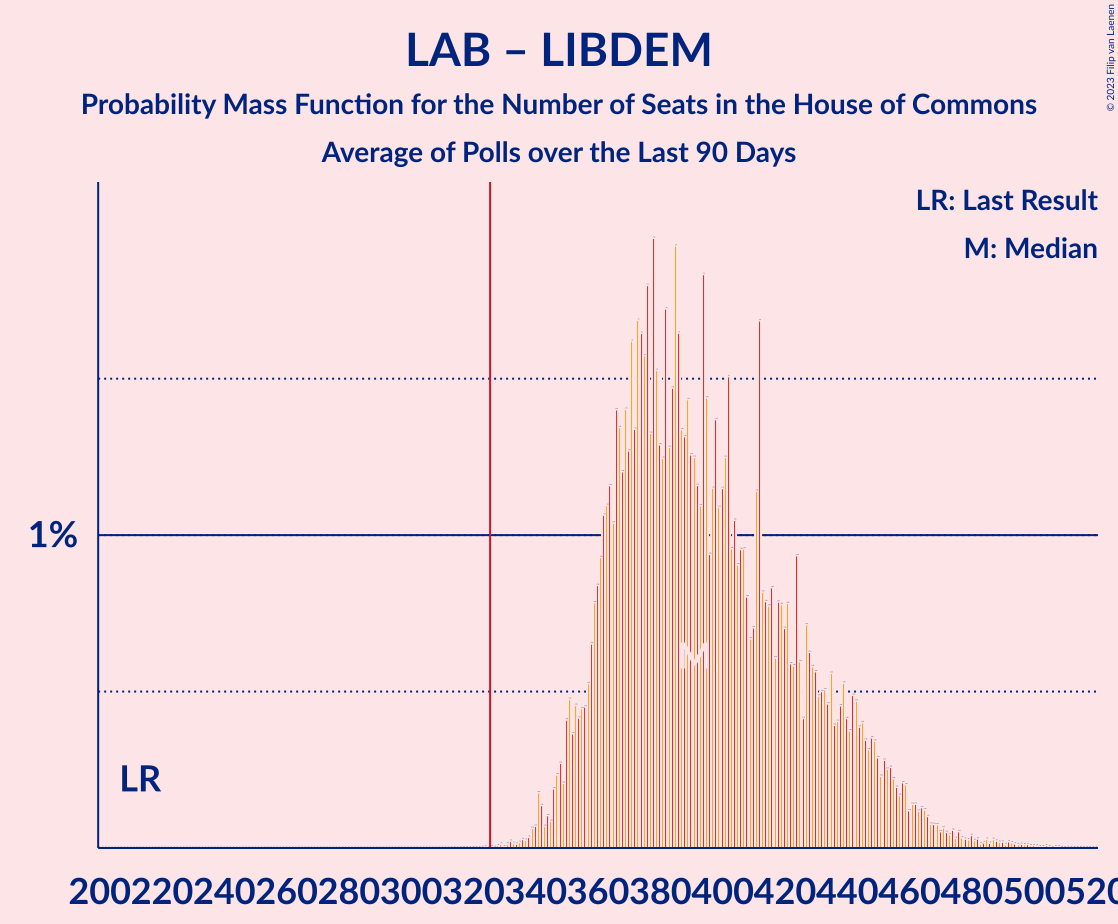 LAB – LIBDEM
Probability Mass Function for the Number of Seats in the House of Commons
Average of Polls over the Last 90 Days
© 2023 Filip van Laenen
LR: Last Result
M: Median
1%
M
LR
200220240260280300320340360380400420440460480500520